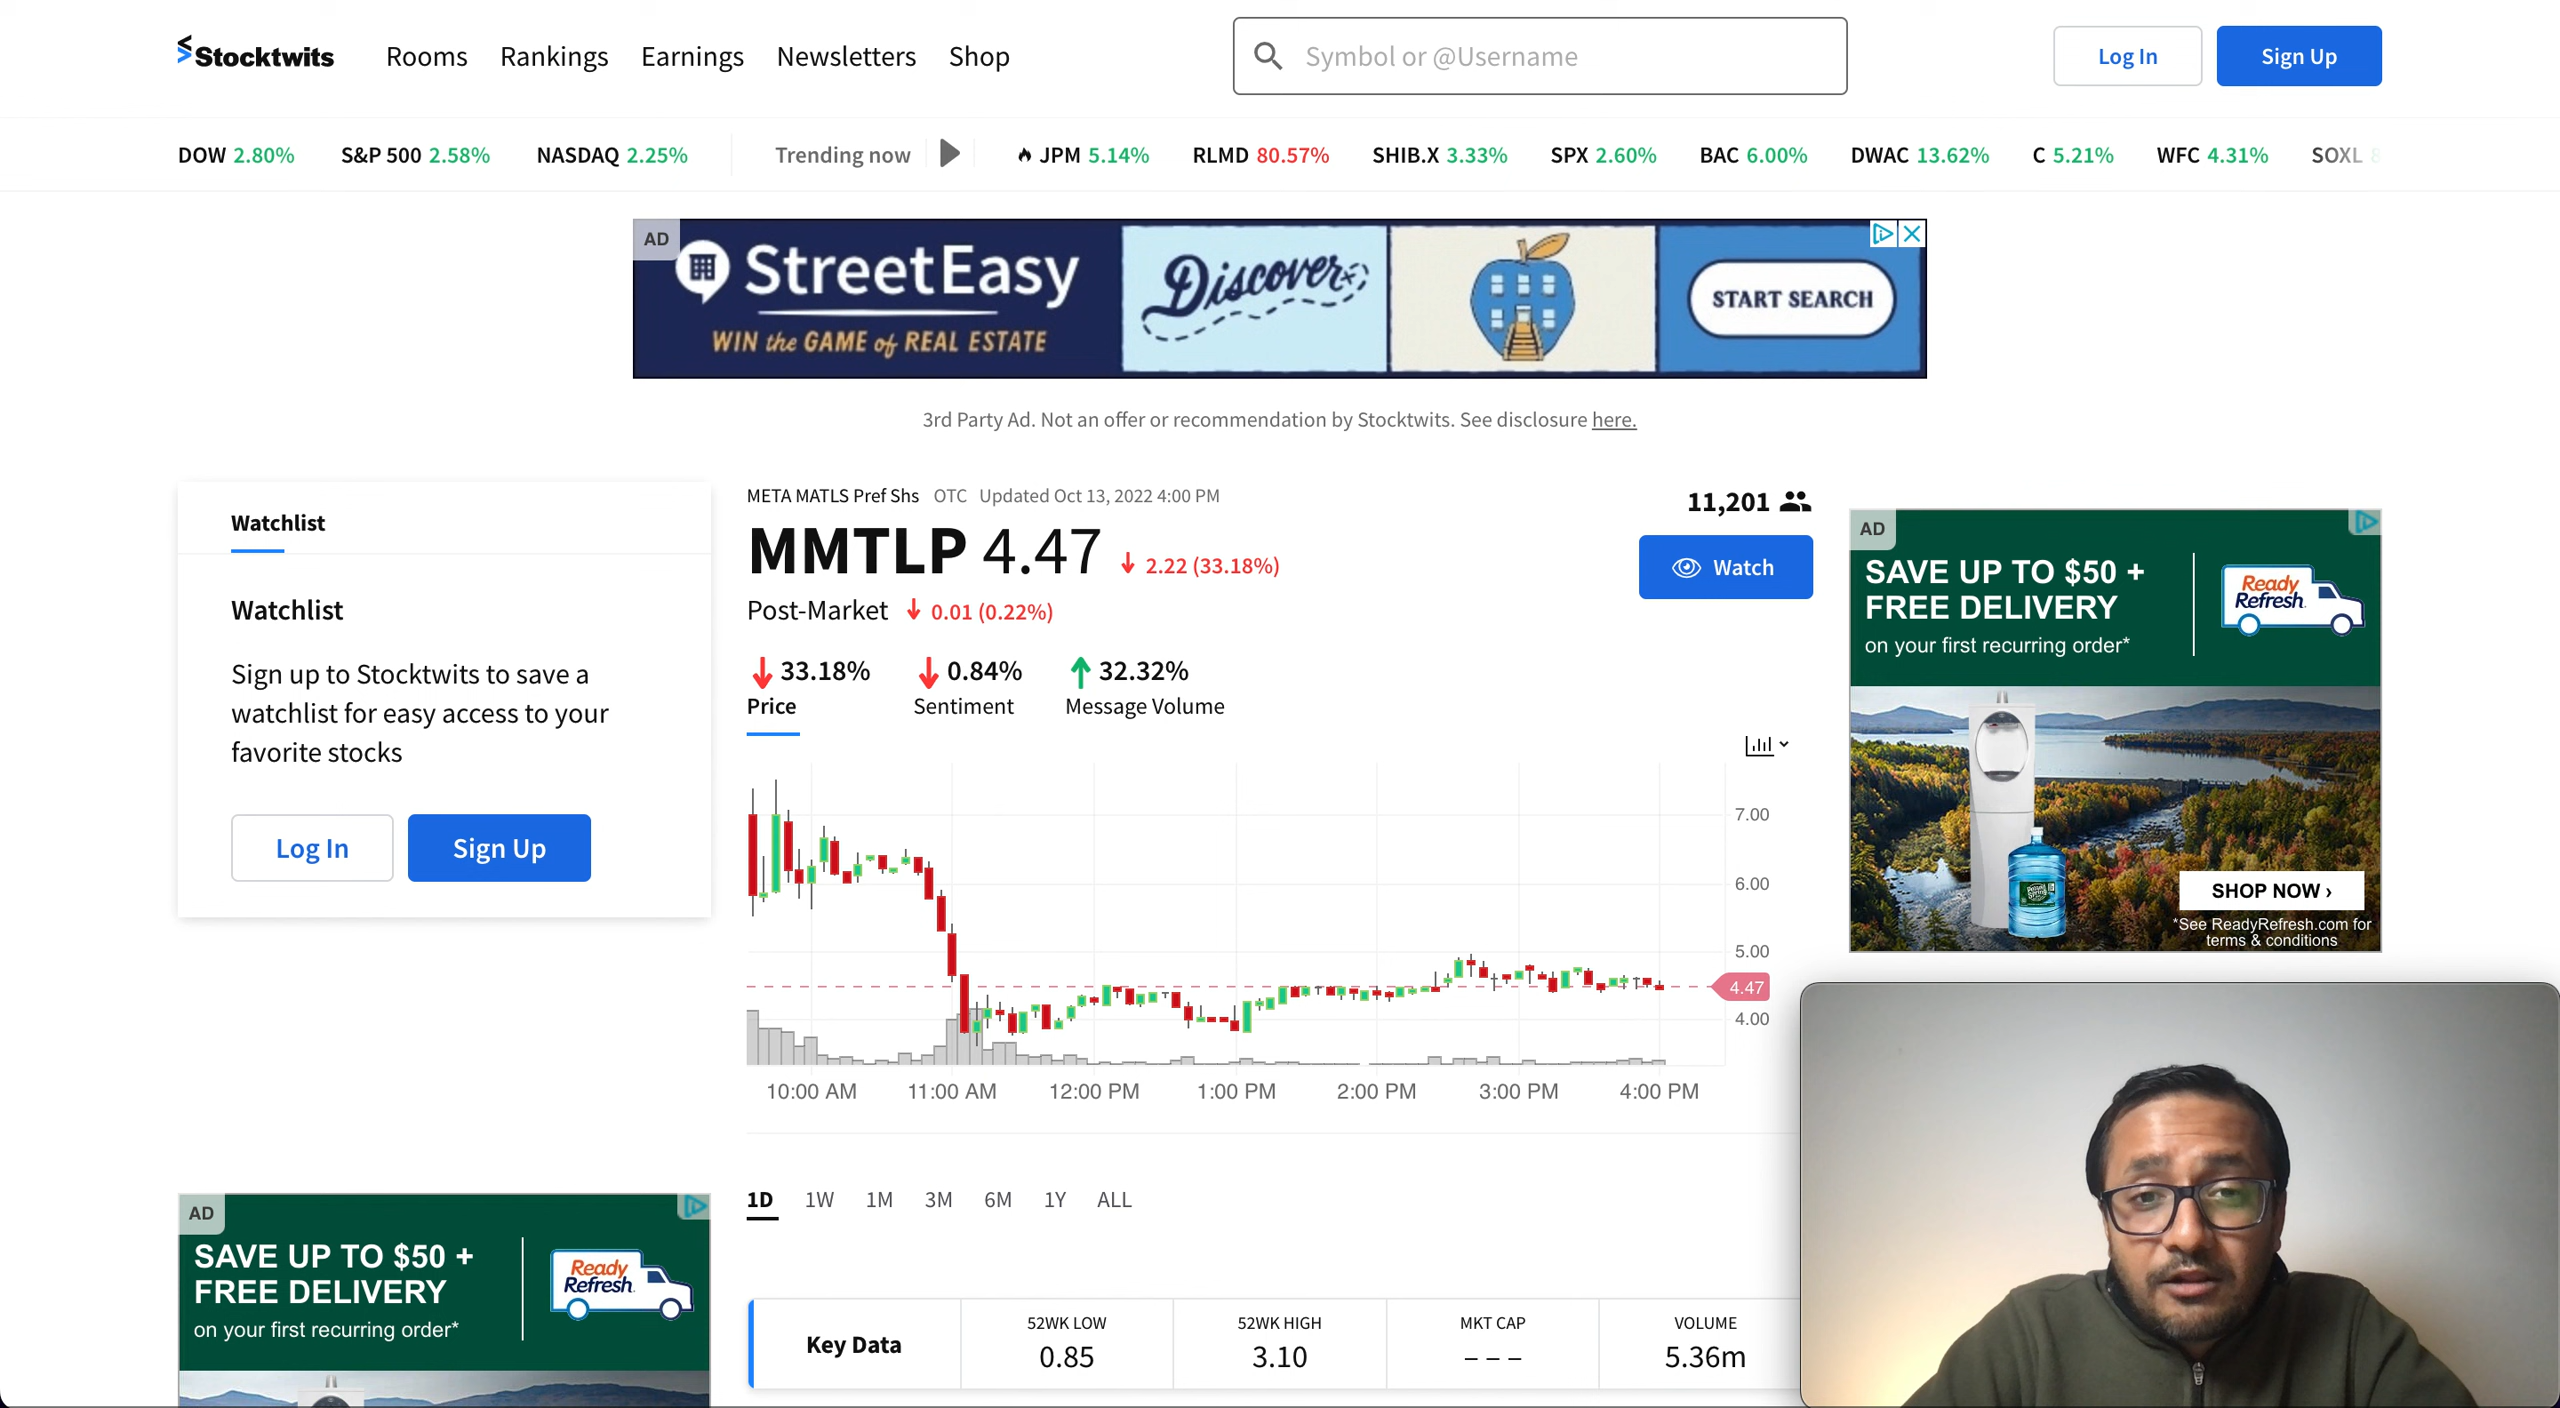 Stocktwits
Rooms Rankings Earnings Newsletters Shop
Symbol or @Username
Log In
Sign Up
DOW 2.80% S&P 500 2.58% NASDAQ 2.25% Trending now JPM 5.14% RLMD 80.57% SHIB.X 3.33% SPX 2.60% BAC 6.00% DWAC 13.62% C 5.21% WFC 4.31% SOXL 8
AD
StreetEasy
WIN the GAME of REAL ESTATE
Discover
START SEARCH
3rd Party Ad. Not an offer or recommendation by Stocktwits. See disclosure here.
Watchlist
Watchlist
Sign up to Stocktwits to save a
watchlist for easy access to your
favorite stocks
Log In
Sign Up
META MATLS Pref Shs OTC Updated Oct 13, 2022 4:00 PM
MMTLP 4.47 2.22 (33.18%)
Post-Market 0.01 (0.22%)
11,201
Watch
33.18% 0.84% 32.32%
Price Sentiment Message Volume
7.00
6.00
5.00
4.47
4.00
10:00 AM 11:00 AM 12:00 PM 1:00 PM 2:00 PM 3:00 PM 4:00 PM
1D 1W 1M 3M 6M 1Y ALL
Key Data
52WK LOW
0.85
52WK HIGH
3.10
MKT CAP
– – –
VOLUME
5.36m
AD
SAVE UP TO $50 +
FREE DELIVERY
on your first recurring order*
Ready
Refresh
SHOP NOW ›
*See ReadyRefresh.com for
terms & conditions
AD
SAVE UP TO $50 +
FREE DELIVERY
on your first recurring order*
Ready
Refresh